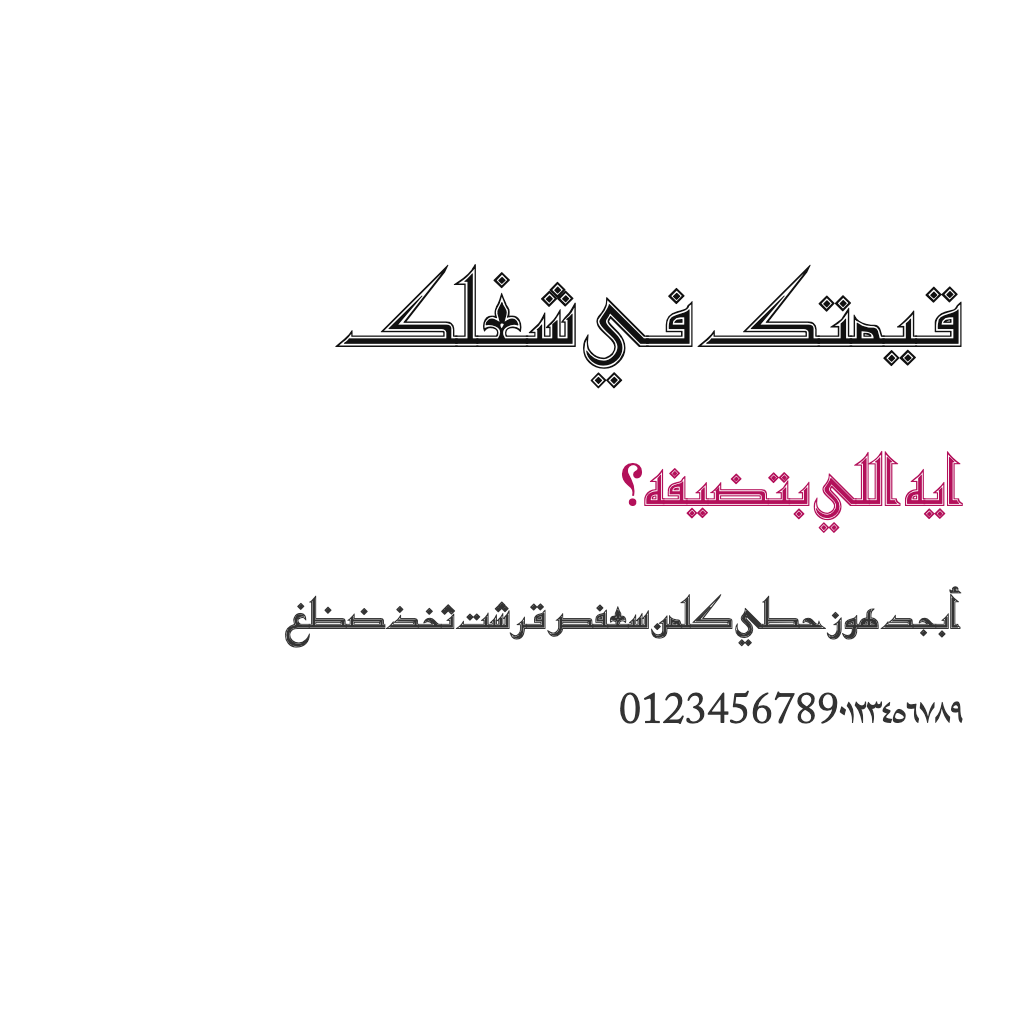 قيمتك في شغلك
ايه اللي بتضيفه؟
أبجد هوز حطي كلمن سعفص قرشت ثخذ ضظغ
0123456789٠١٢٣٤٥٦٧٨٩